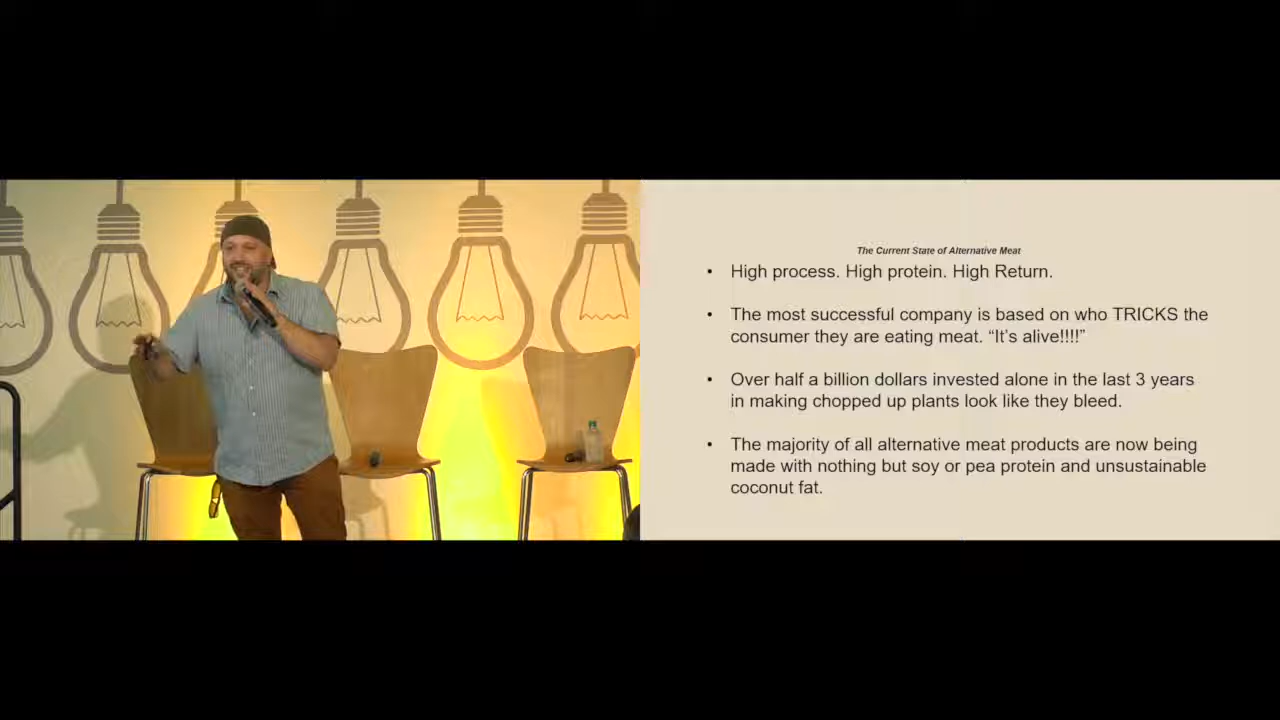 The Current State of Alternative Meat
• High process. High protein. High Return.
• The most successful company is based on who TRICKS the
consumer they are eating meat. “It’s alive!!!!”
• Over half a billion dollars invested alone in the last 3 years
in making chopped up plants look like they bleed.
• The majority of all alternative meat products are now being
made with nothing but soy or pea protein and unsustainable
coconut fat.